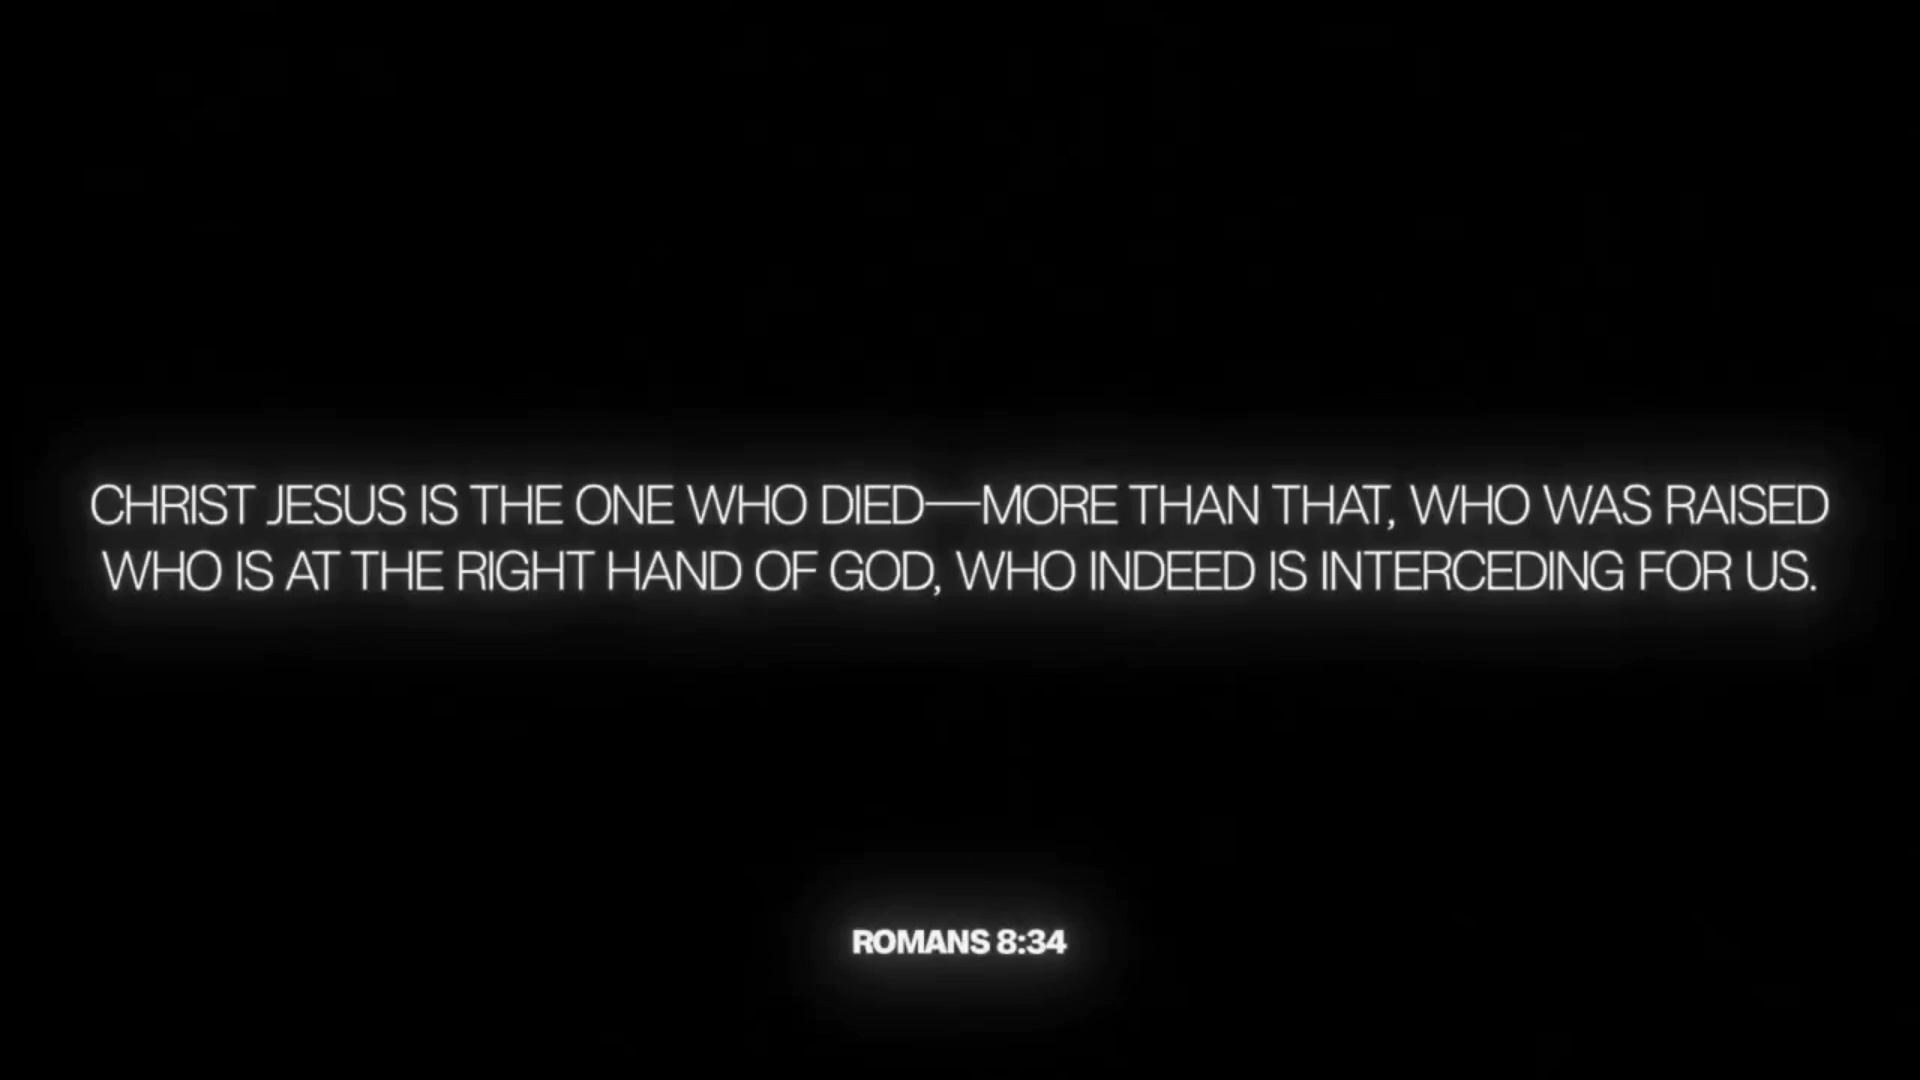 CHRIST JESUS IS THE ONE WHO DIED—MORE THAN THAT, WHO WAS RAISED
WHO IS AT THE RIGHT HAND OF GOD, WHO INDEED IS INTERCEDING FOR US.
ROMANS 8:34